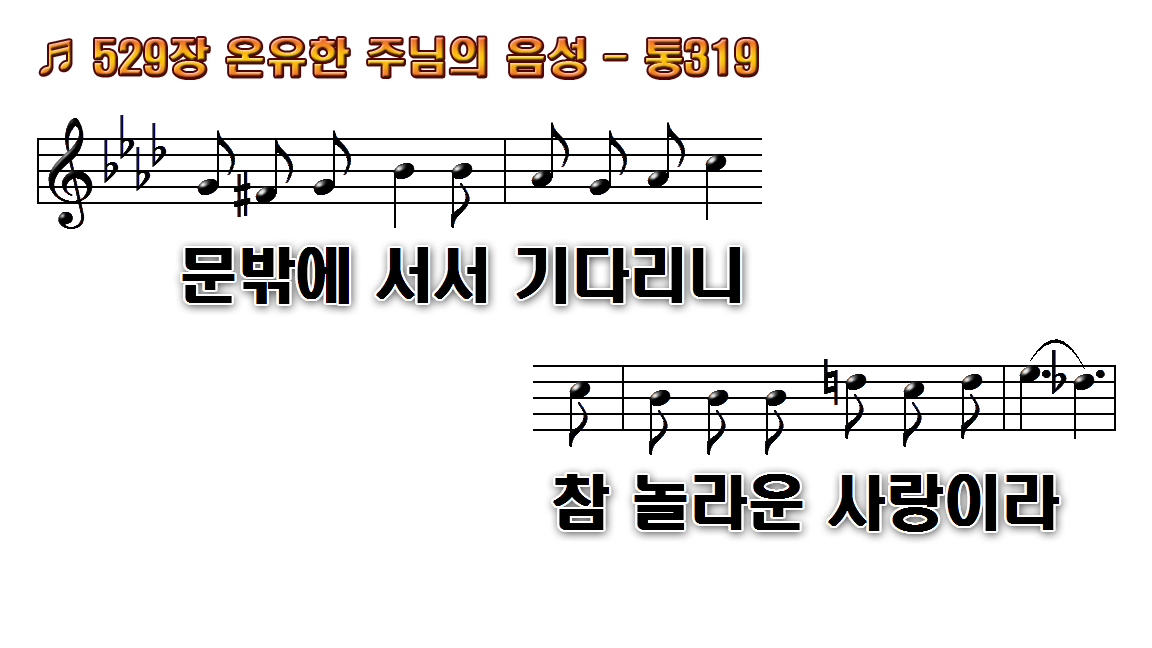 ♬ 529장 온유한 주님의 음성 - 통319
문밖에 서서 기다리니
참 놀라운 사랑이라